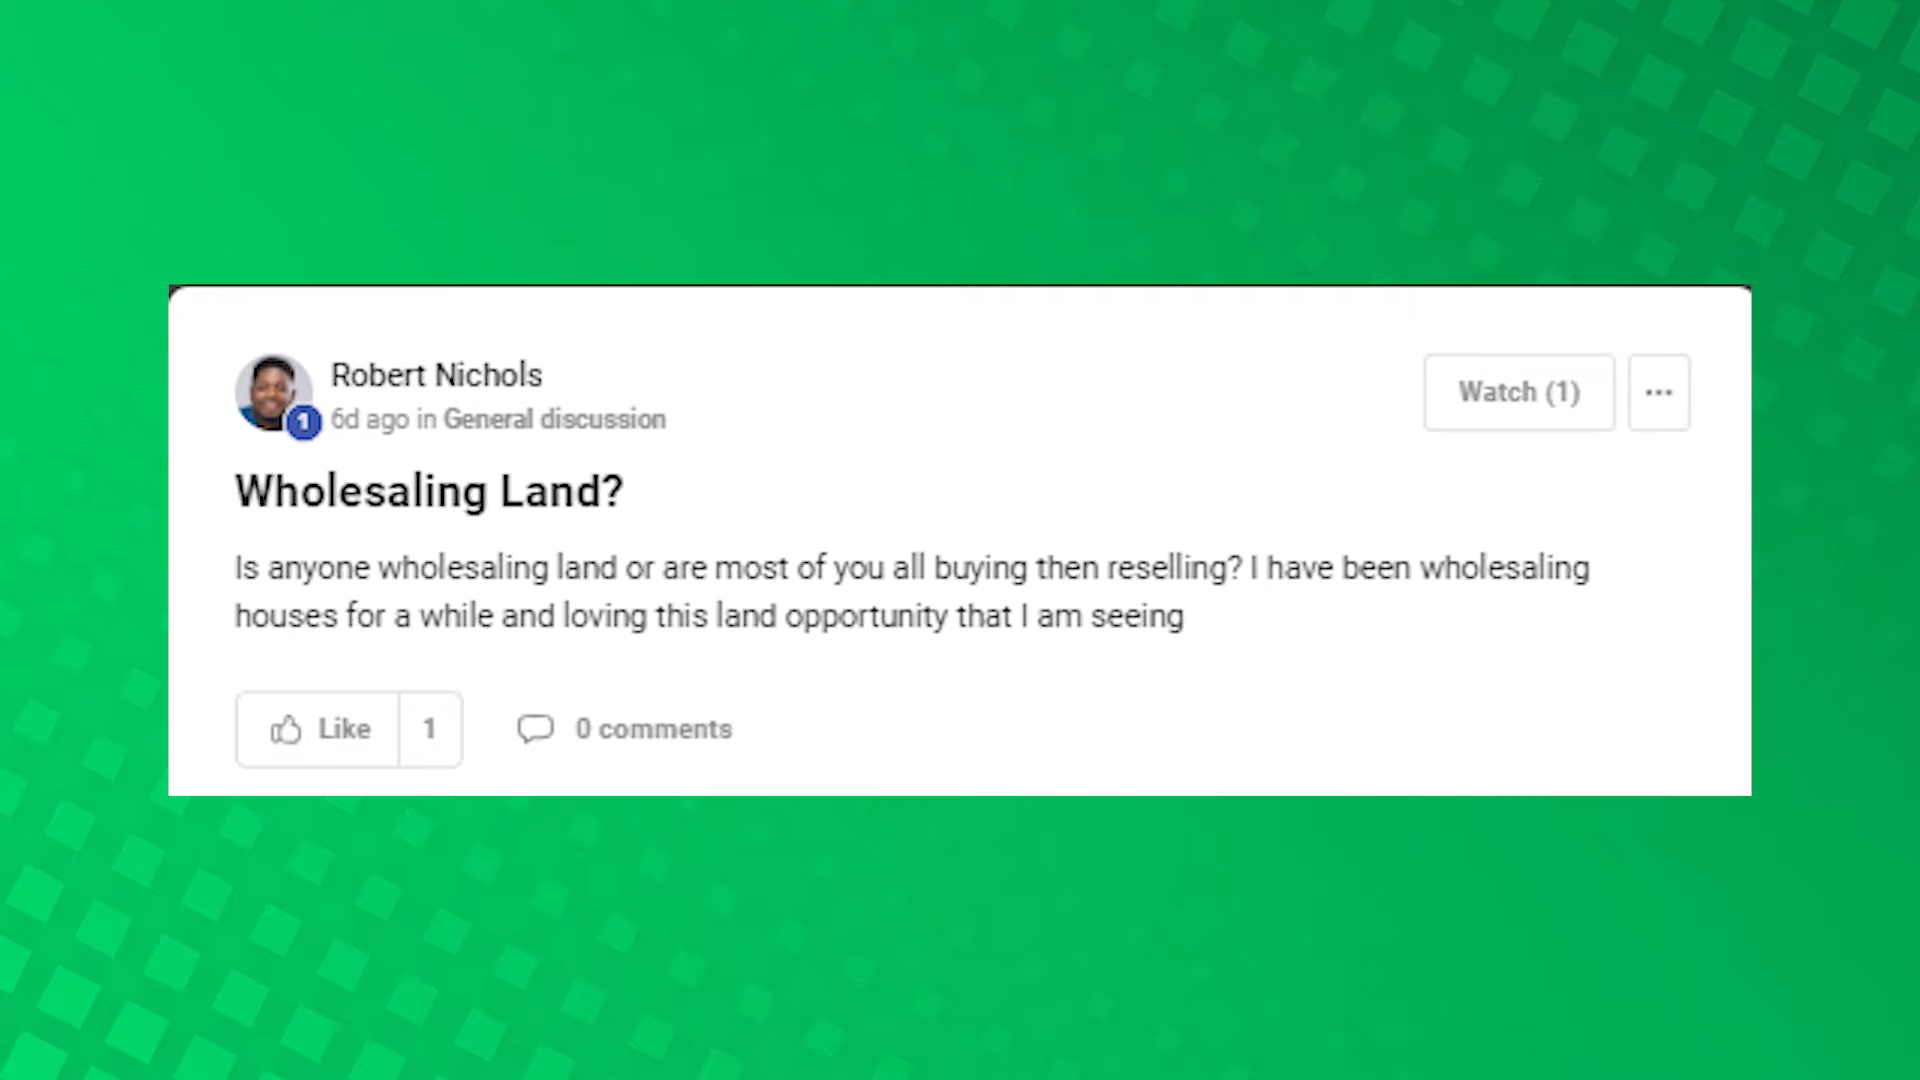 Robert Nichols
1
6d ago in General discussion
Watch (1)
Wholesaling Land?
Is anyone wholesaling land or are most of you all buying then reselling? I have been wholesaling
houses for a while and loving this land opportunity that I am seeing
Like 1 0 comments